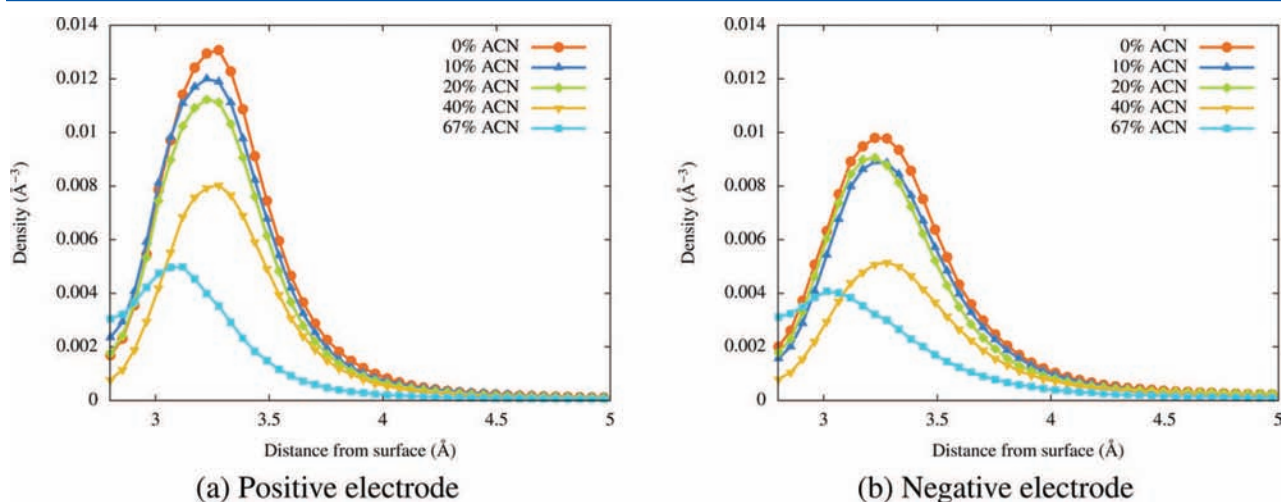 0.014
0.012
0.01
0.008
0.006
0.004
0.002
0
Density (Å⁻³)
0% ACN
10% ACN
20% ACN
40% ACN
67% ACN
3 3.5 4 4.5 5
Distance from surface (Å)
(a) Positive electrode
0.014
0.012
0.01
0.008
0.006
0.004
0.002
0
Density (Å⁻³)
0% ACN
10% ACN
20% ACN
40% ACN
67% ACN
3 3.5 4 4.5 5
Distance from surface (Å)
(b) Negative electrode